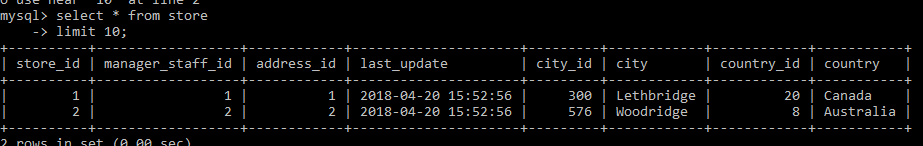 mysql> select * from store
    -> limit 10;
+----------+------------------+------------+---------------------+---------+------------+------------+-----------+
| store_id | manager_staff_id | address_id | last_update         | city_id | city       | country_id | country   |
+----------+------------------+------------+---------------------+---------+------------+------------+-----------+
|        1 |                1 |          1 | 2018-04-20 15:52:56 |     300 | Lethbridge |         20 | Canada    |
|        2 |                2 |          2 | 2018-04-20 15:52:56 |     576 | Woodridge  |          8 | Australia |
+----------+------------------+------------+---------------------+---------+------------+------------+-----------+
2 rows in set (0.00 sec)